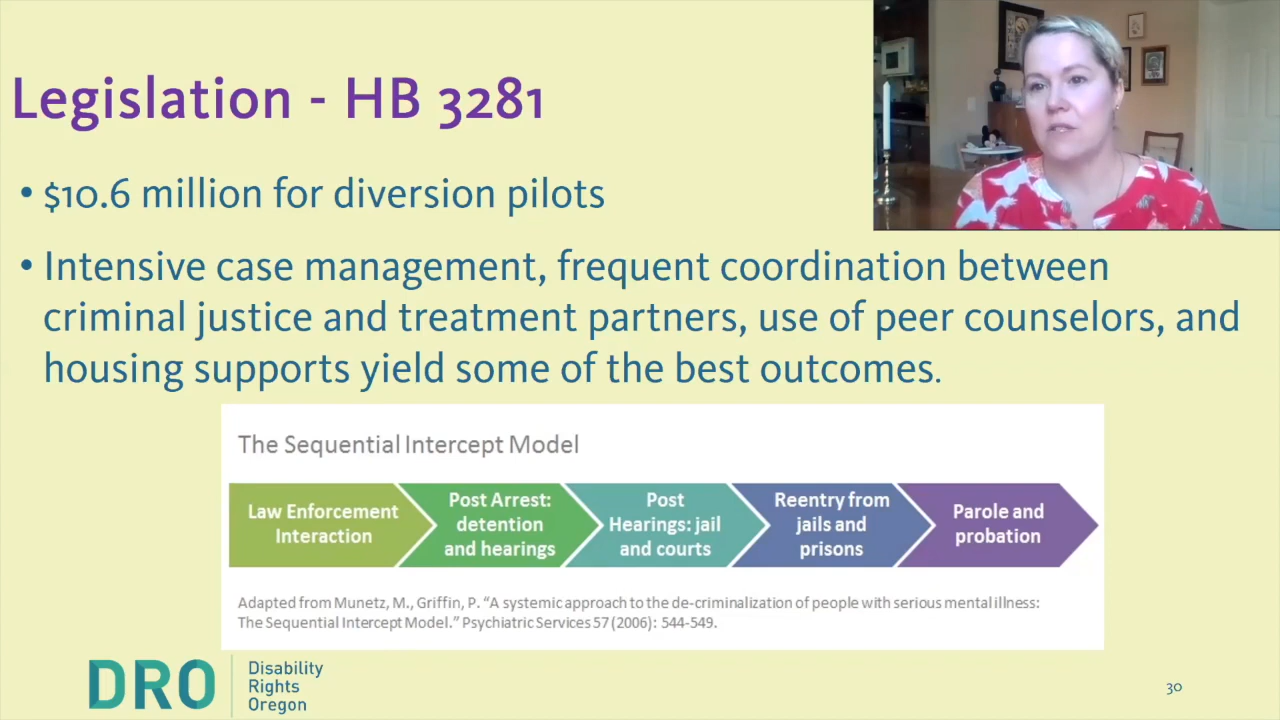 Legislation - HB 3281
• $10.6 million for diversion pilots
• Intensive case management, frequent coordination between
criminal justice and treatment partners, use of peer counselors, and
housing supports yield some of the best outcomes.
The Sequential Intercept Model
Law Enforcement
Interaction
Post Arrest:
detention
and hearings
Post
Hearings: jail
and courts
Reentry from
jails and
prisons
Parole and
probation
Adapted from Munetz, M., Griffin, P. “A systemic approach to the de-criminalization of people with serious mental illness:
The Sequential Intercept Model.” Psychiatric Services 57 (2006): 544-549.
DRO
Disability
Rights
Oregon
30